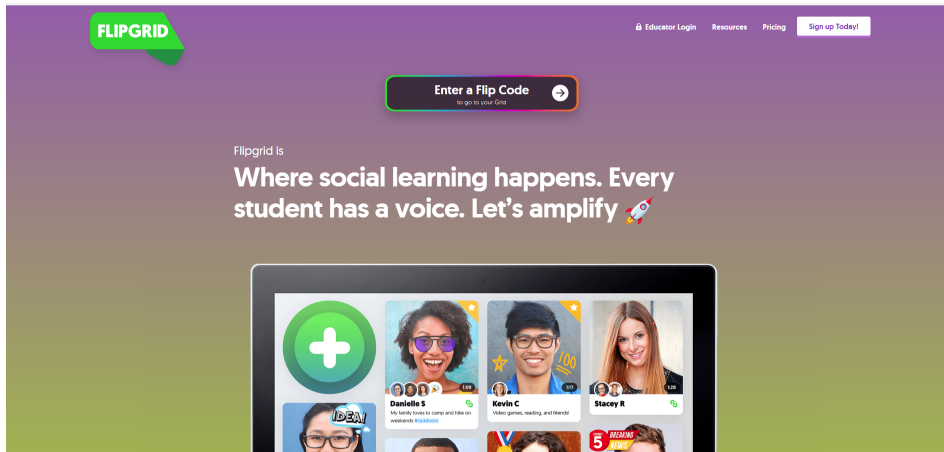 FLIPGRID
Educator Login
Resources
Pricing
Sign up Today!
Enter a Flip Code
to go to your Grid
Flipgrid is
Where social learning happens. Every
student has a voice. Let's amplify 🚀
1:09
Danielle S
My family loves to camp and hike on
weekends
100
1:17
Kevin C
Video games, reading, and friends!
1:28
Stacey R
IDEA!
5
BREAKING
NEWS